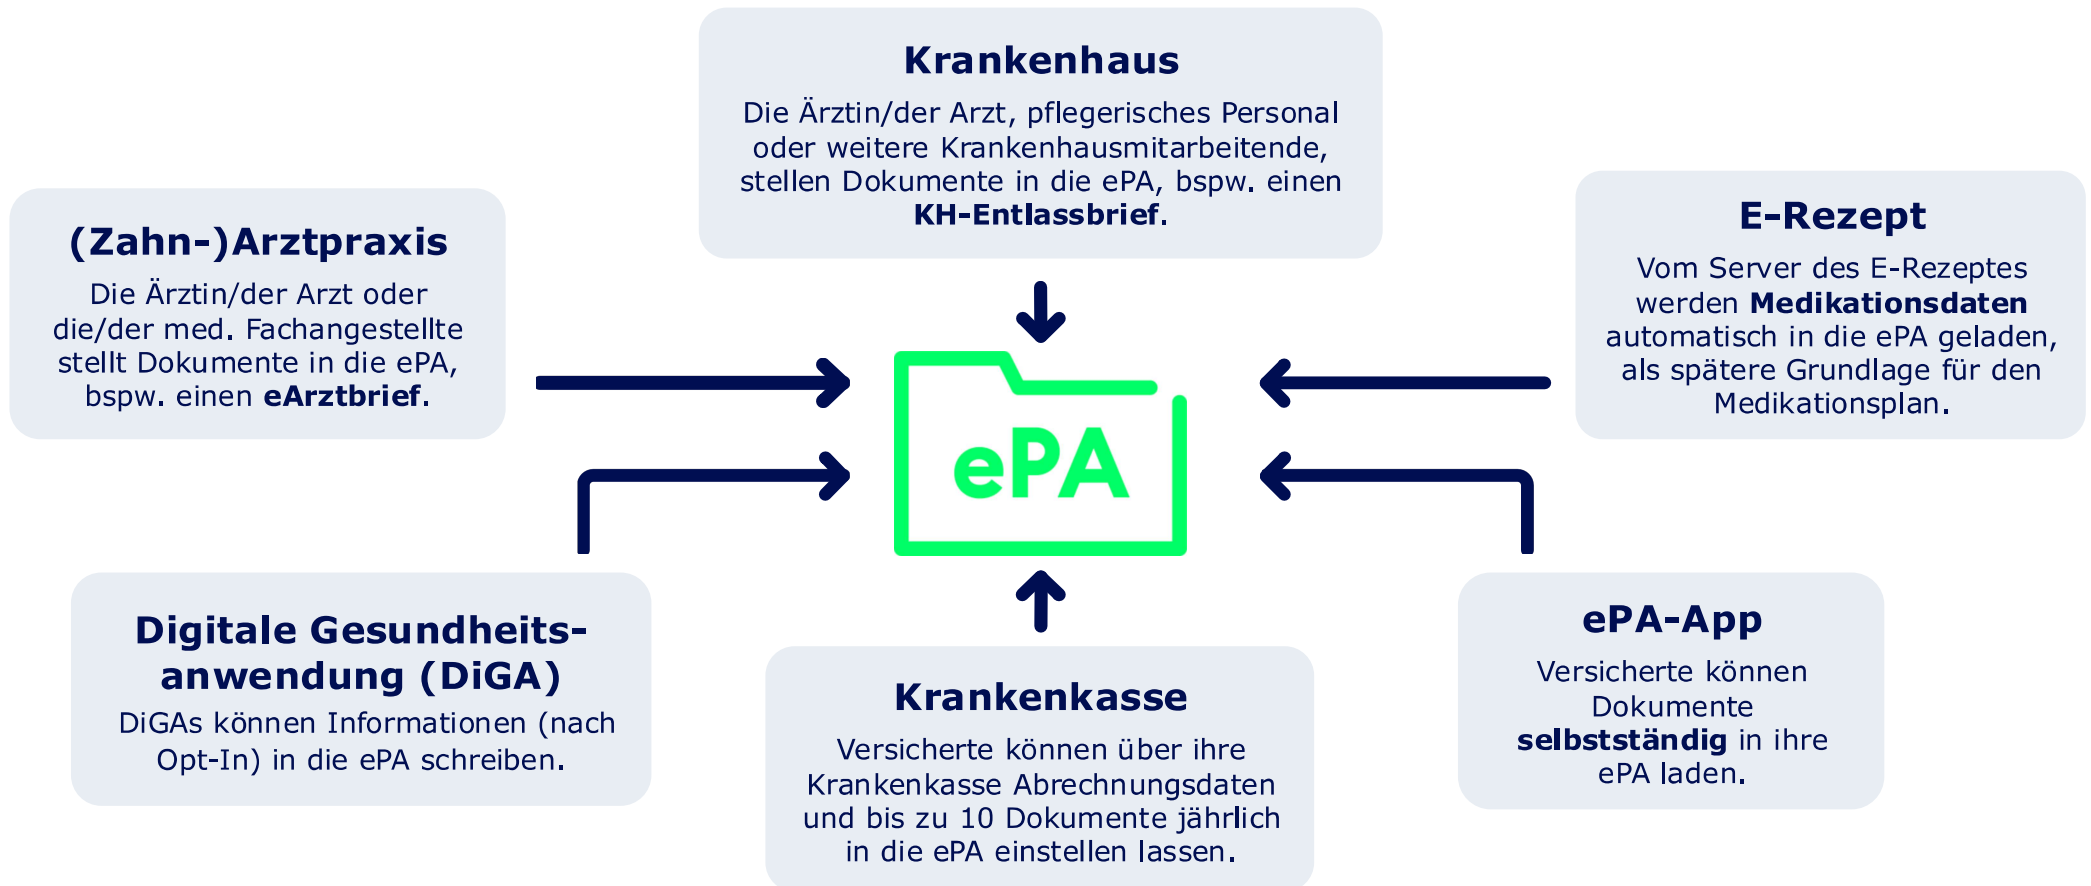 Krankenhaus
Die Ärztin/der Arzt, pflegerisches Personal
oder weitere Krankenhausmitarbeitende,
stellen Dokumente in die ePA, bspw. einen
KH-Entlassbrief.
(Zahn-)Arztpraxis
Die Ärztin/der Arzt oder
die/der med. Fachangestellte
stellt Dokumente in die ePA,
bspw. einen eArztbrief.
E-Rezept
Vom Server des E-Rezeptes
werden Medikationsdaten
automatisch in die ePA geladen,
als spätere Grundlage für den
Medikationsplan.
ePA
Digitale Gesundheits-
anwendung (DiGA)
DiGAs können Informationen (nach
Opt-In) in die ePA schreiben.
Krankenkasse
Versicherte können über ihre
Krankenkasse Abrechnungsdaten
und bis zu 10 Dokumente jährlich
in die ePA einstellen lassen.
ePA-App
Versicherte können
Dokumente
selbstständig in ihre
ePA laden.